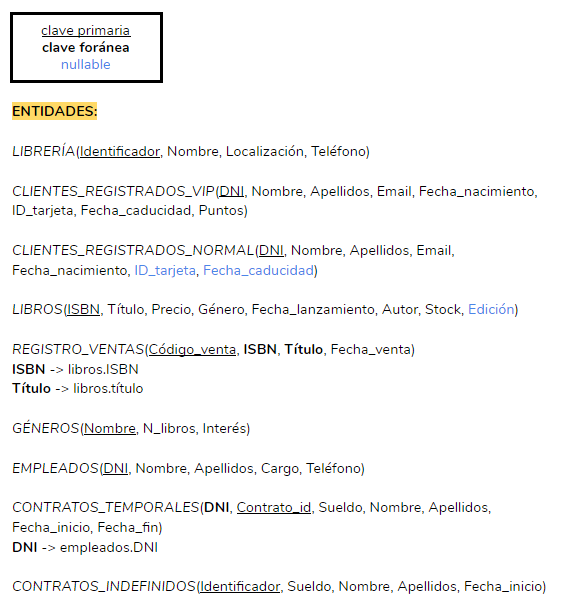 clave primaria
clave foránea
nullable
ENTIDADES:
LIBRERÍA(Identificador, Nombre, Localización, Teléfono)
CLIENTES_REGISTRADOS_VIP(DNI, Nombre, Apellidos, Email, Fecha_nacimiento,
ID_tarjeta, Fecha_caducidad, Puntos)
CLIENTES_REGISTRADOS_NORMAL(DNI, Nombre, Apellidos, Email,
Fecha_nacimiento, ID_tarjeta, Fecha_caducidad)
LIBROS(ISBN, Título, Precio, Género, Fecha_lanzamiento, Autor, Stock, Edición)
REGISTRO_VENTAS(Código_venta, ISBN, Título, Fecha_venta)
ISBN -> libros.ISBN
Título -> libros.título
GÉNEROS(Nombre, N_libros, Interés)
EMPLEADOS(DNI, Nombre, Apellidos, Cargo, Teléfono)
CONTRATOS_TEMPORALES(DNI, Contrato_id, Sueldo, Nombre, Apellidos,
Fecha_inicio, Fecha_fin)
DNI -> empleados.DNI
CONTRATOS_INDEFINIDOS(Identificador, Sueldo, Nombre, Apellidos, Fecha_inicio)